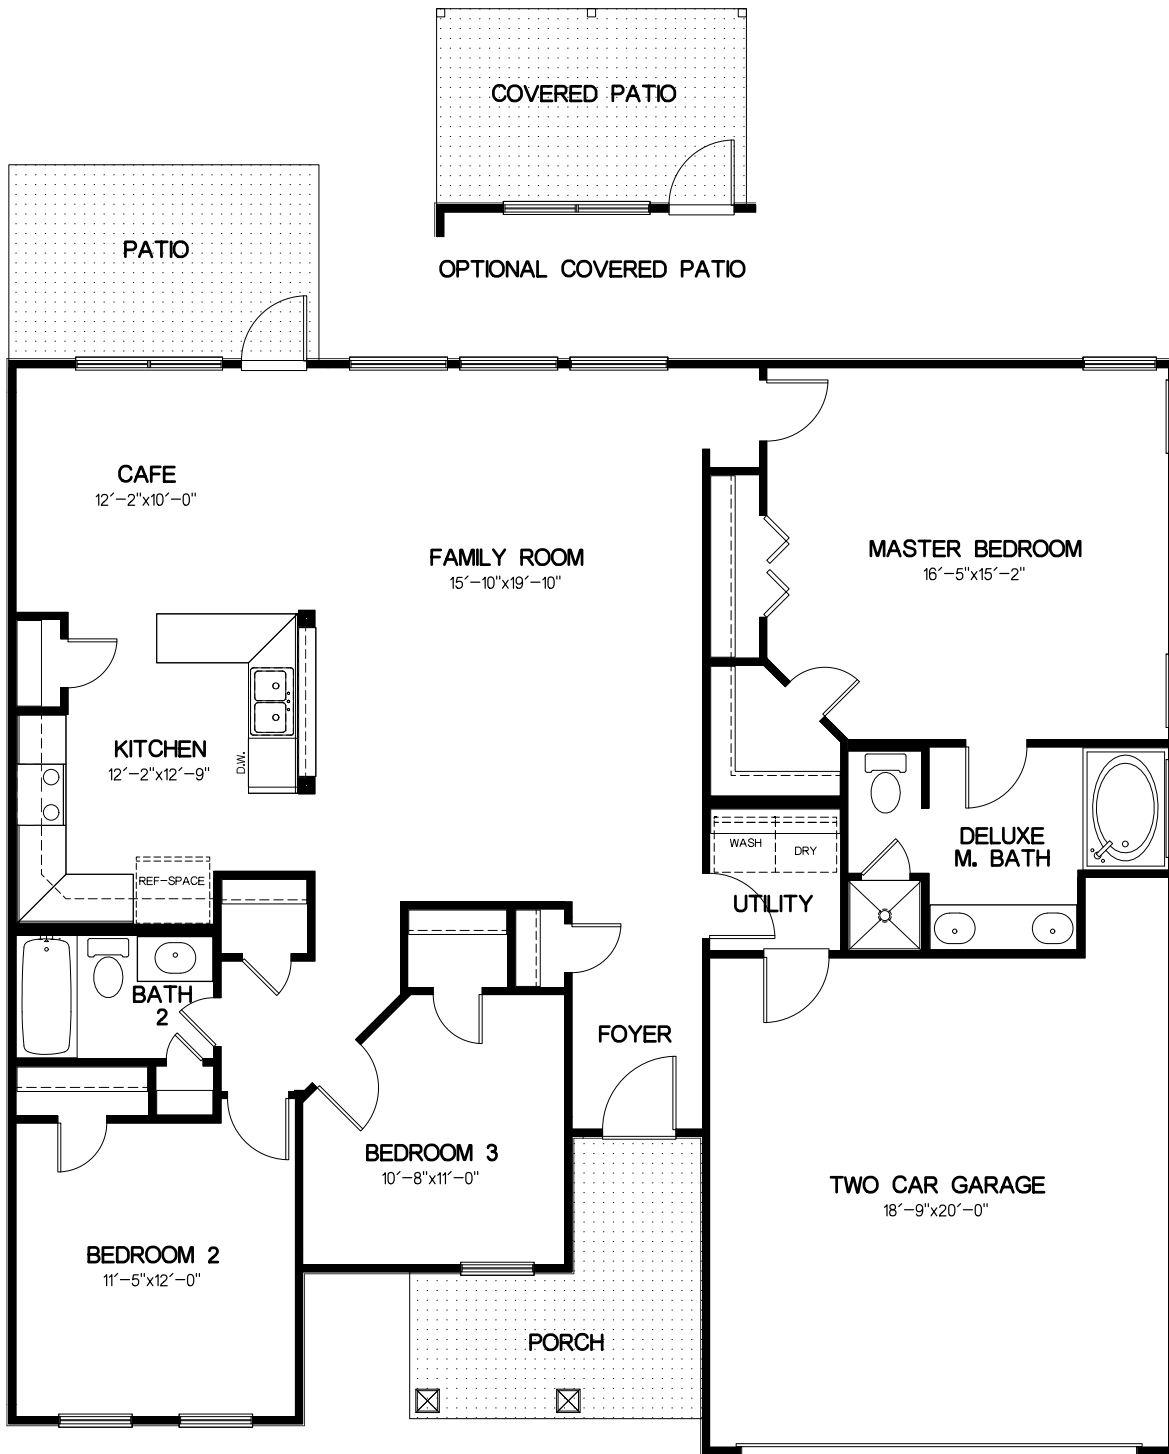 COVERED PATIO
PATIO
OPTIONAL COVERED PATIO
CAFE
12´-2"x10´-0"
FAMILY ROOM
15´-10"x19´-10"
MASTER BEDROOM
16´-5"x15´-2"
KITCHEN
12´-2"x12´-9"
D.W.
REF-SPACE
WASH
DRY
UTILITY
DELUXE
M. BATH
BATH
2
FOYER
BEDROOM 3
10´-8"x11´-0"
TWO CAR GARAGE
18´-9"x20´-0"
BEDROOM 2
11´-5"x12´-0"
PORCH